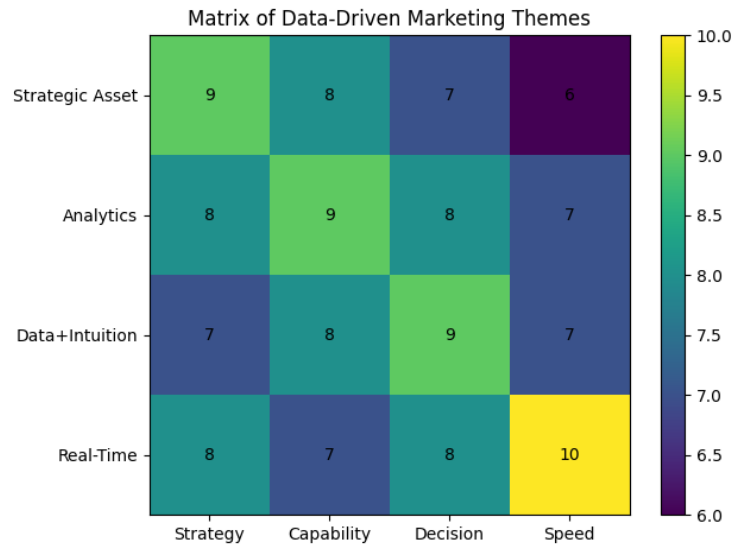 Matrix of Data-Driven Marketing Themes
Strategic Asset 9 8 7 6
Analytics 8 9 8 7
Data+Intuition 7 8 9 7
Real-Time 8 7 8 10
Strategy Capability Decision Speed
10.0
9.5
9.0
8.5
8.0
7.5
7.0
6.5
6.0